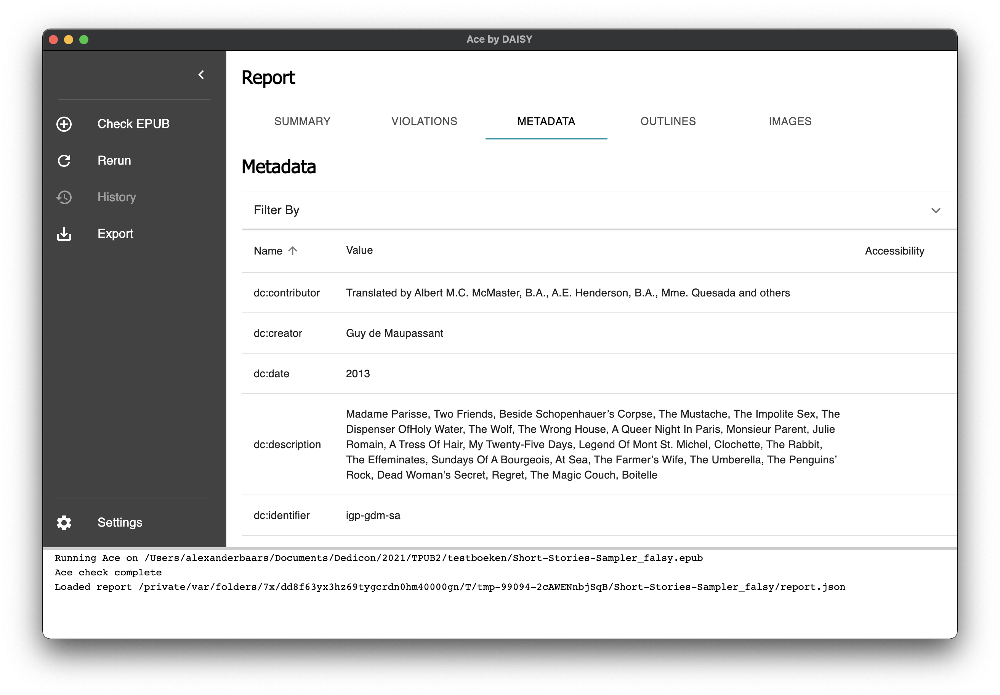 Ace by DAISY
Check EPUB
Rerun
History
Export
Settings
Report
SUMMARY VIOLATIONS METADATA OUTLINES IMAGES
Metadata
Filter By
Name Value Accessibility
dc:contributor Translated by Albert M.C. McMaster, B.A., A.E. Henderson, B.A., Mme. Quesada and others
dc:creator Guy de Maupassant
dc:date 2013
dc:description
Madame Parisse, Two Friends, Beside Schopenhauer’s Corpse, The Mustache, The Impolite Sex, The
Dispenser OfHoly Water, The Wolf, The Wrong House, A Queer Night In Paris, Monsieur Parent, Julie
Romain, A Tress Of Hair, My Twenty-Five Days, Legend Of Mont St. Michel, Clochette, The Rabbit,
The Effeminates, Sundays Of A Bourgeois, At Sea, The Farmer’s Wife, The Umberella, The Penguins’
Rock, Dead Woman’s Secret, Regret, The Magic Couch, Boitelle
dc:identifier igp-gdm-sa
Running Ace on /Users/alexanderbaars/Documents/Dedicon/2021/TPUB2/testboeken/Short-Stories-Sampler_falsy.epub
Ace check complete
Loaded report /private/var/folders/7x/dd8f63yx3hz69tygcrdn0hm40000gn/T/tmp-99094-2cAWENnbjSqB/Short-Stories-Sampler_falsy/report.json